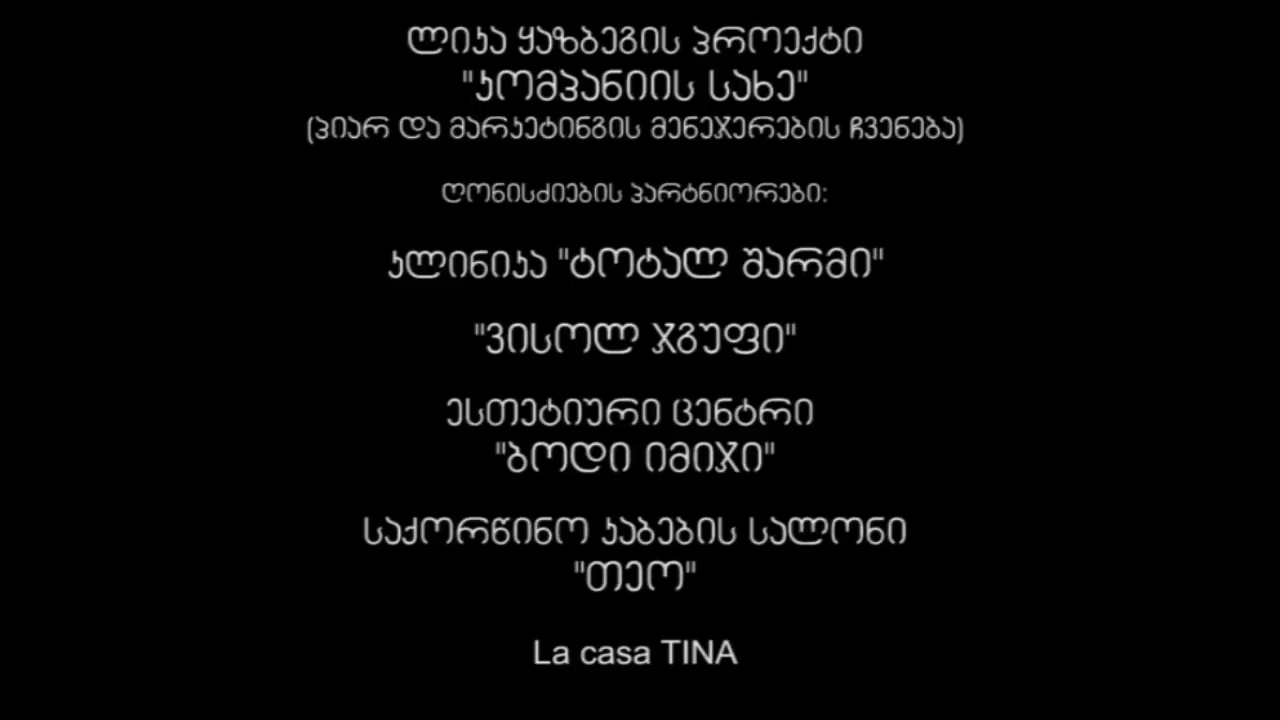 ლიკა ყაზბეგის პროექტი
"კომპანიის სახე"
(პიარ და მარკეტინგის მენეჯერების ჩვენება)
ღონისძიების პარტნიორები:
კლინიკა "ტოტალ შარმი"
"ვისოლ ჯგუფი"
ესთეტიური ცენტრი
"ბოდი იმიჯი"
საქორწინო კაბების სალონი
"თეო"
La casa TINA